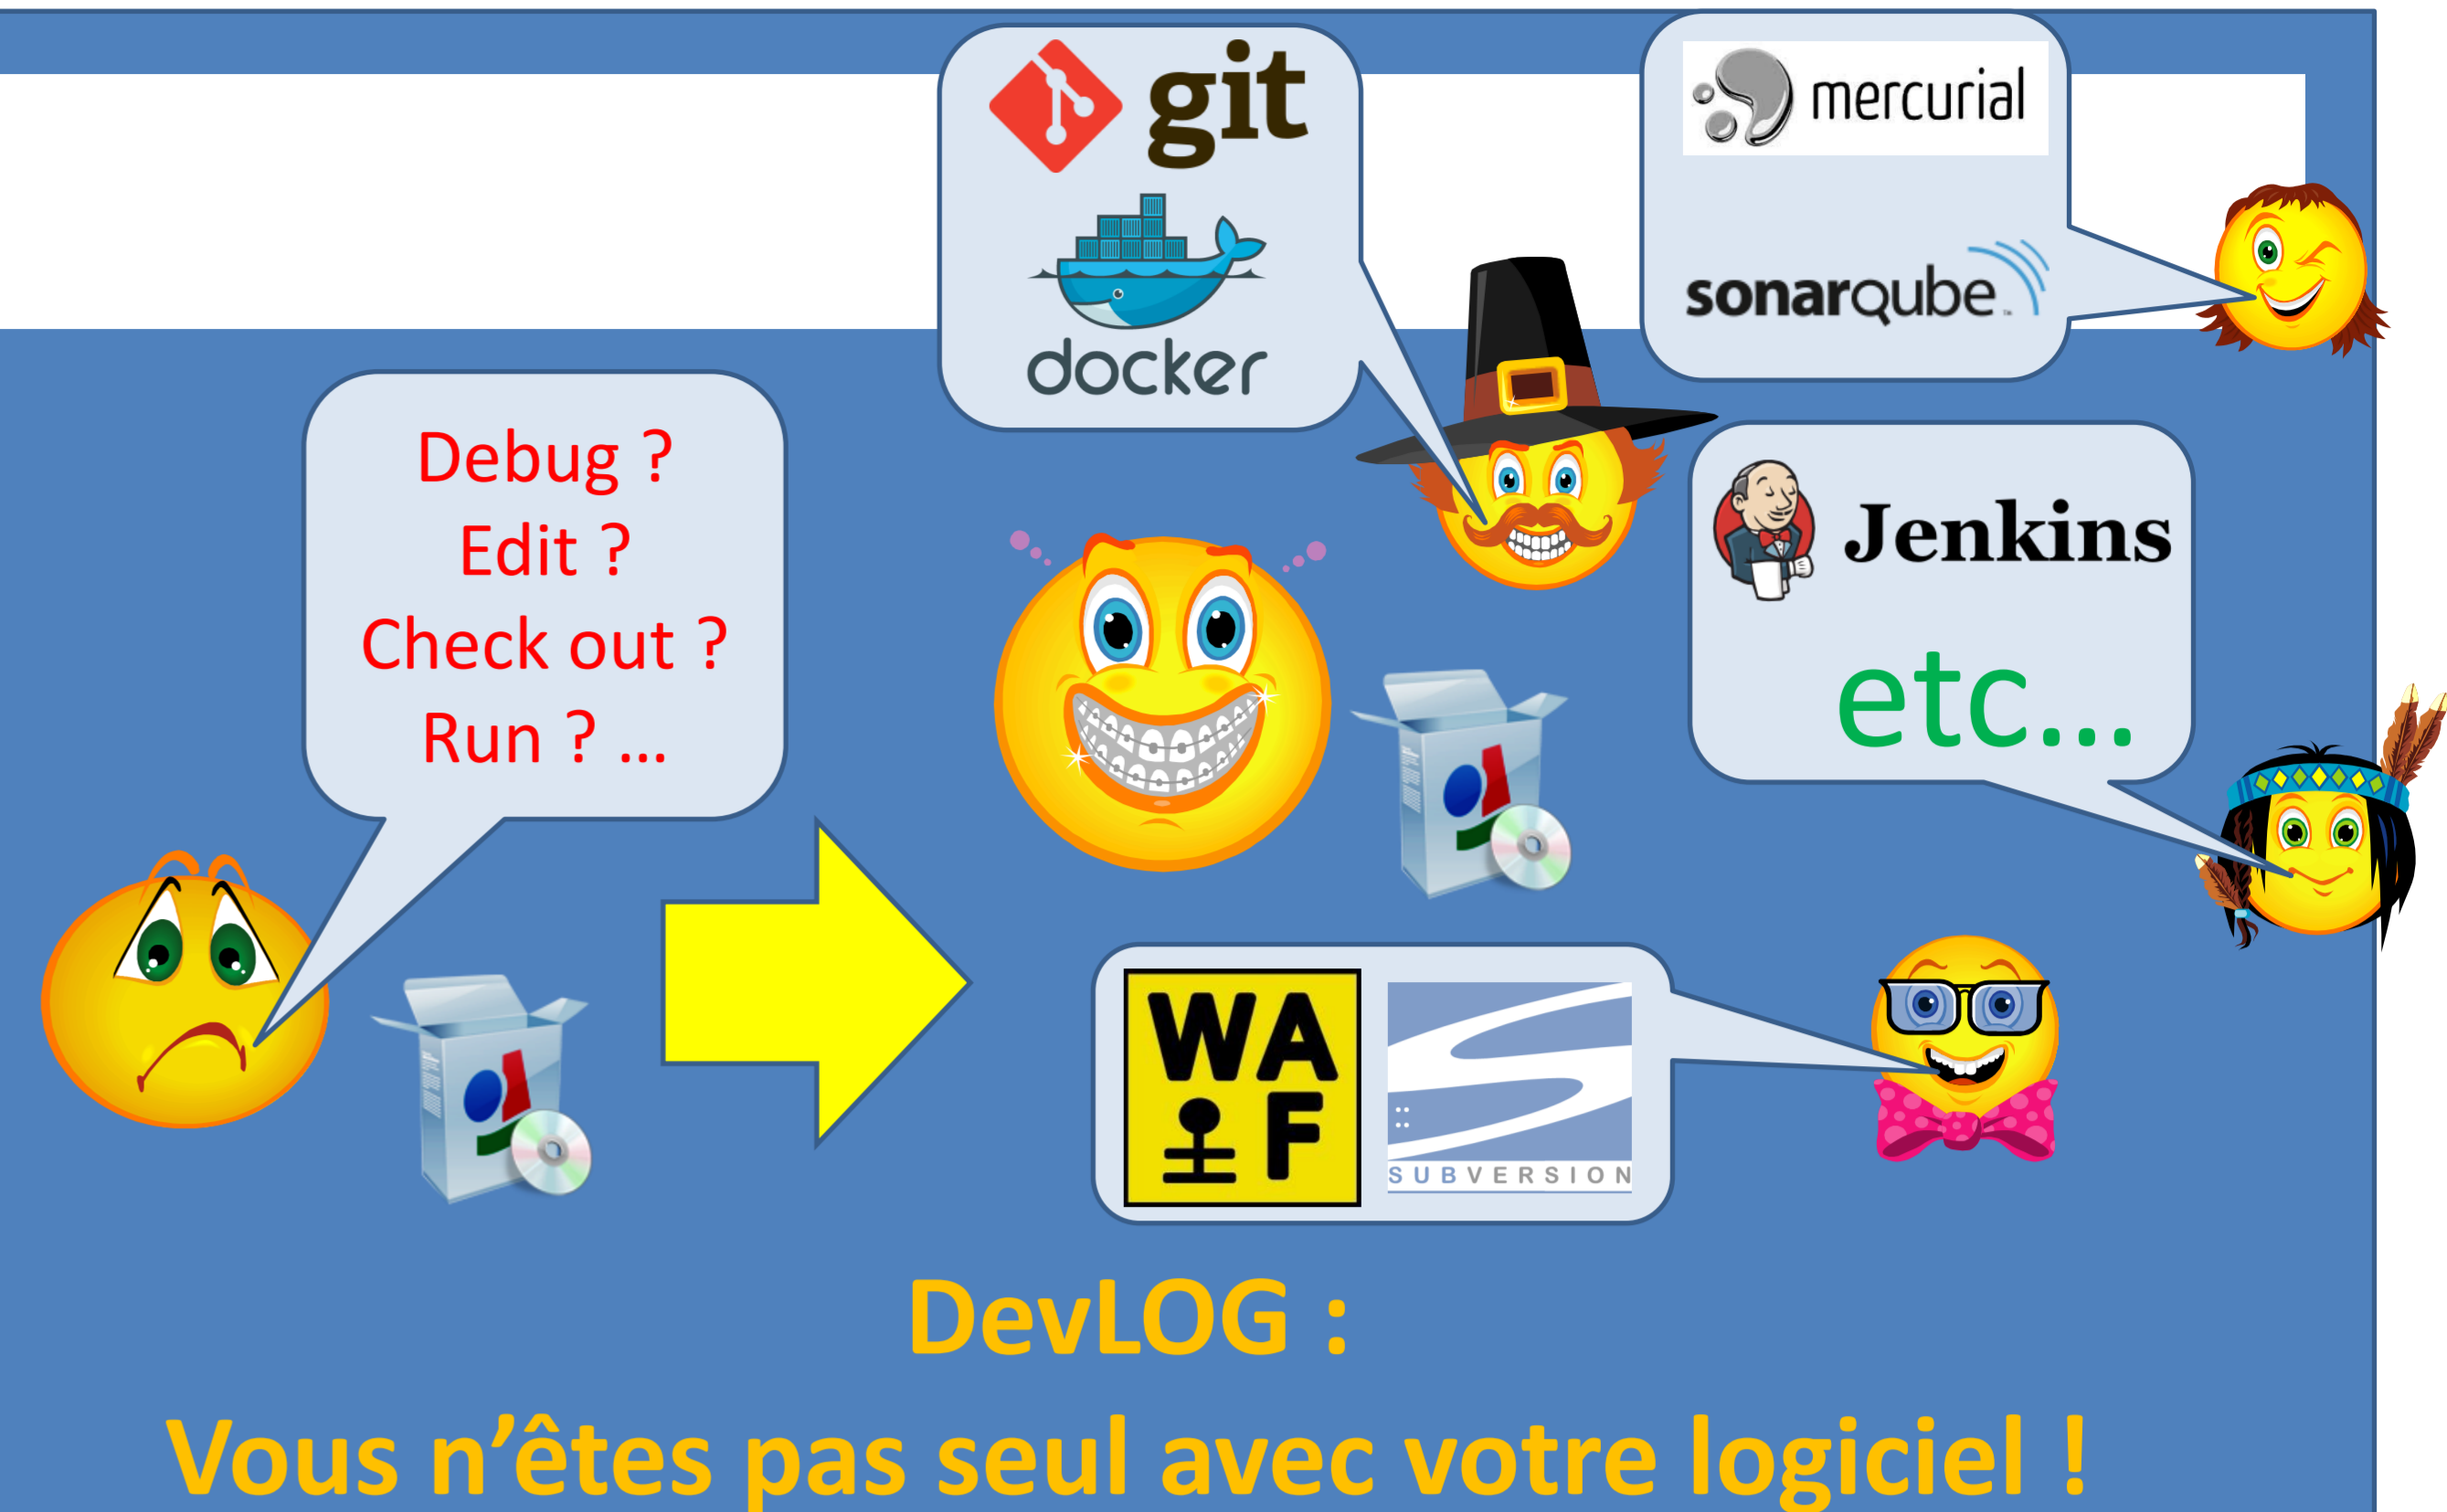 git
docker
mercurial
sonarqube
Debug ?
Edit ?
Check out ?
Run ? ...
Jenkins
etc...
WA
F
SUBVERSION
DevLOG :
Vous n’êtes pas seul avec votre logiciel !